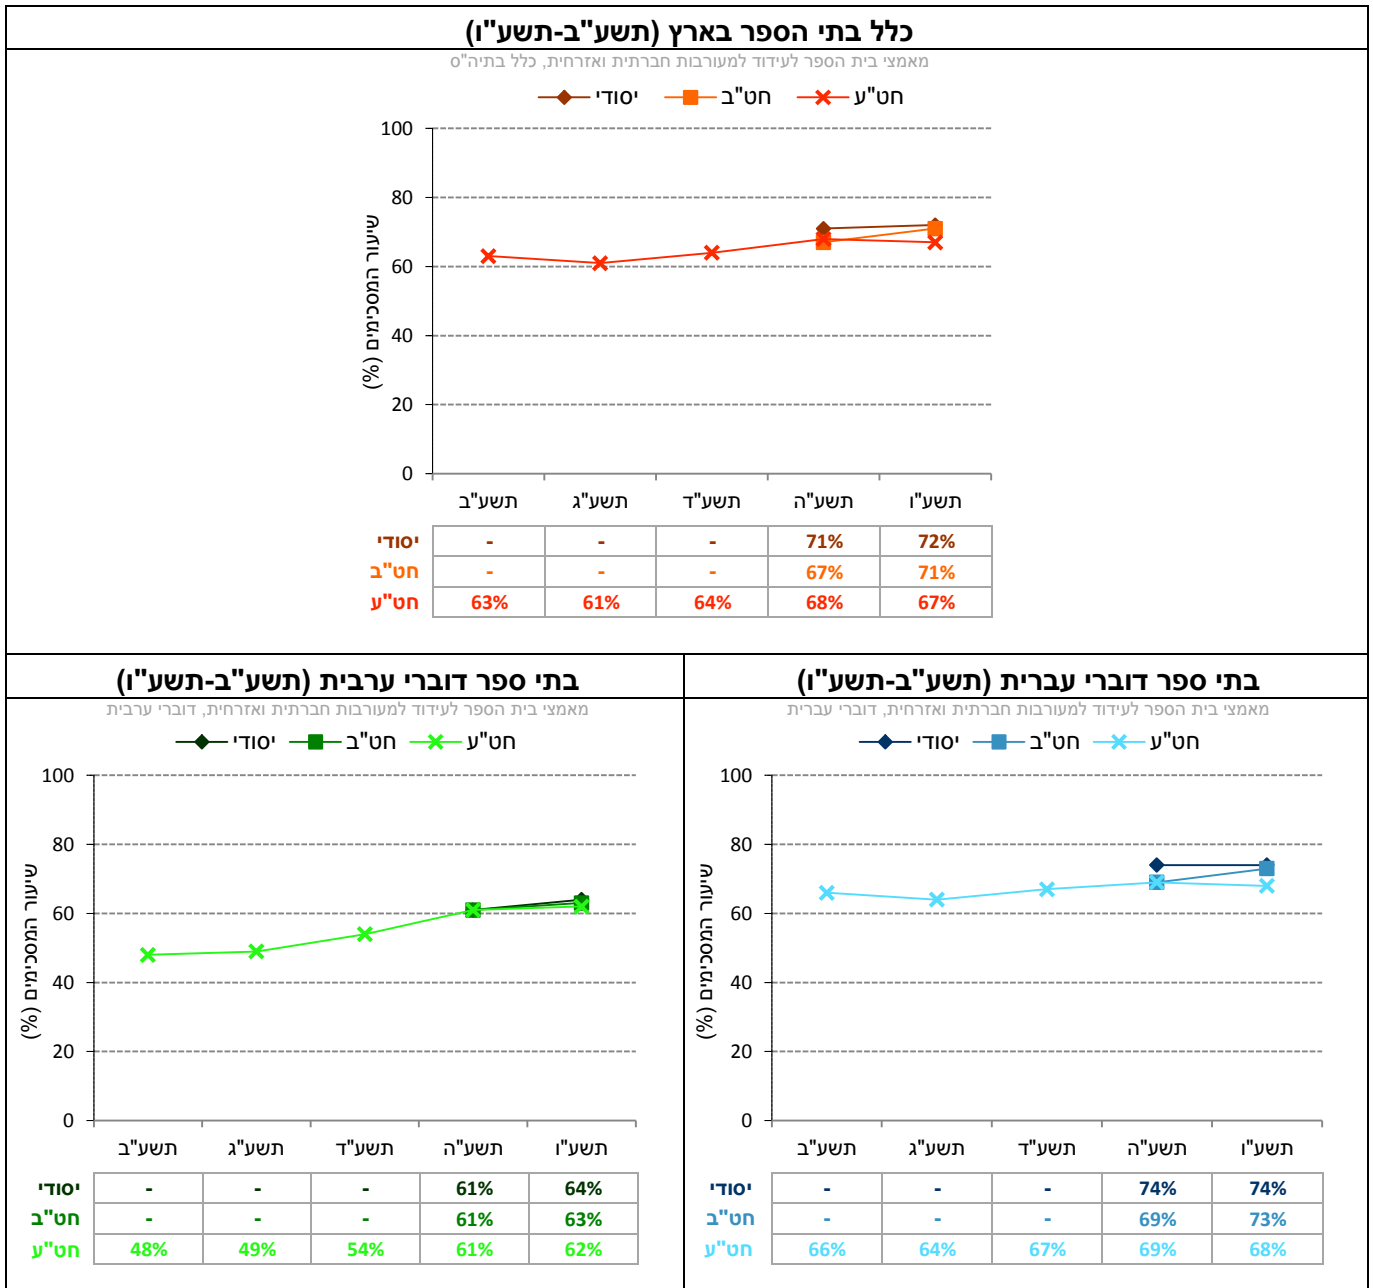 כלל בתי הספר בארץ (תשע"ב-תשע"ו)
מאמצי בית הספר לעידוד למעורבות חברתית ואזרחית, כלל בתיה"ס
יסודי חט"ב חט"ע
שיעור המסכימים (%)
100
80
60
40
20
0
תשע"ב תשע"ג תשע"ד תשע"ה תשע"ו
יסודי - - - 71% 72%
חט"ב - - - 67% 71%
חט"ע 63% 61% 64% 68% 67%
בתי ספר דוברי עברית (תשע"ב-תשע"ו)
מאמצי בית הספר לעידוד למעורבות חברתית ואזרחית, דוברי עברית
יסודי חט"ב חט"ע
שיעור המסכימים (%)
100
80
60
40
20
0
תשע"ב תשע"ג תשע"ד תשע"ה תשע"ו
יסודי - - - 74% 74%
חט"ב - - - 69% 73%
חט"ע 66% 64% 67% 69% 68%
בתי ספר דוברי ערבית (תשע"ב-תשע"ו)
מאמצי בית הספר לעידוד למעורבות חברתית ואזרחית, דוברי ערבית
יסודי חט"ב חט"ע
שיעור המסכימים (%)
100
80
60
40
20
0
תשע"ב תשע"ג תשע"ד תשע"ה תשע"ו
יסודי - - - 61% 64%
חט"ב - - - 61% 63%
חט"ע 48% 49% 54% 61% 62%